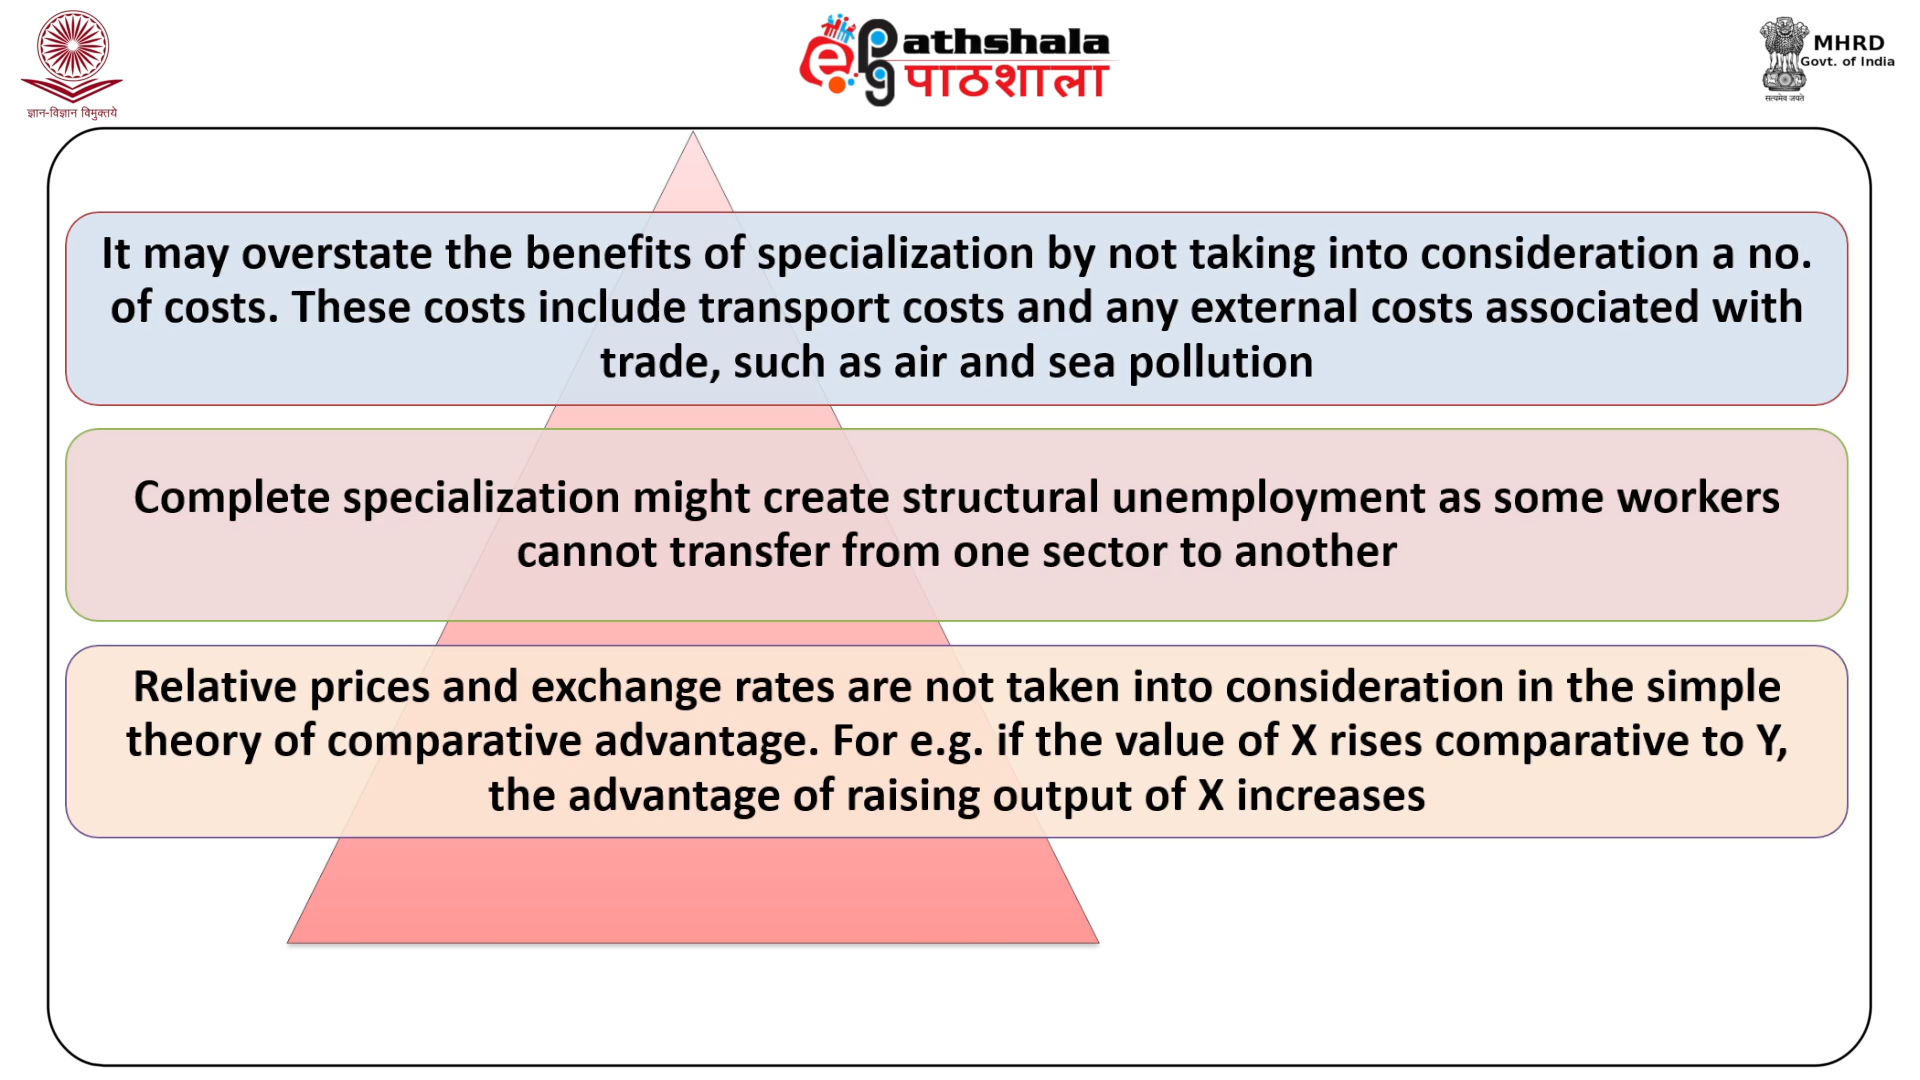 ज्ञान-विज्ञान विमुक्तये
epg athshala
पाठशाला
MHRD
Govt. of India
सत्यमेव जयते
It may overstate the benefits of specialization by not taking into consideration a no.
of costs. These costs include transport costs and any external costs associated with
trade, such as air and sea pollution
Complete specialization might create structural unemployment as some workers
cannot transfer from one sector to another
Relative prices and exchange rates are not taken into consideration in the simple
theory of comparative advantage. For e.g. if the value of X rises comparative to Y,
the advantage of raising output of X increases